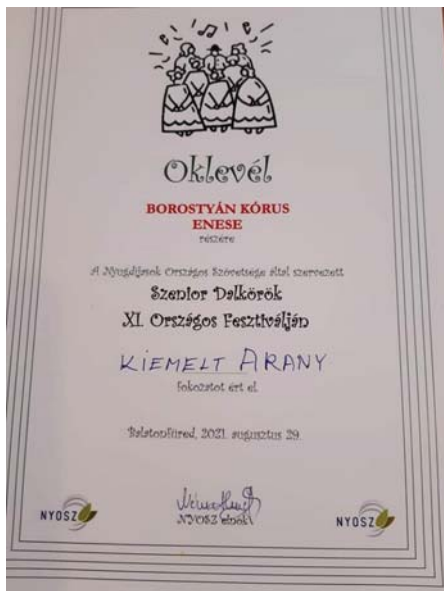 Oklevél
BOROSTYÁN KÓRUS
ENESE
részére
A Nyugdíjasok Országos Szövetsége által szervezett
Szenior Dalkörök
XI. Országos Fesztiválján
KIEMELT ARANY
fokozatot ért el.
Balatonfüred, 2021. augusztus 29.
NYOSZ elnök
NYOSZ
NYOSZ